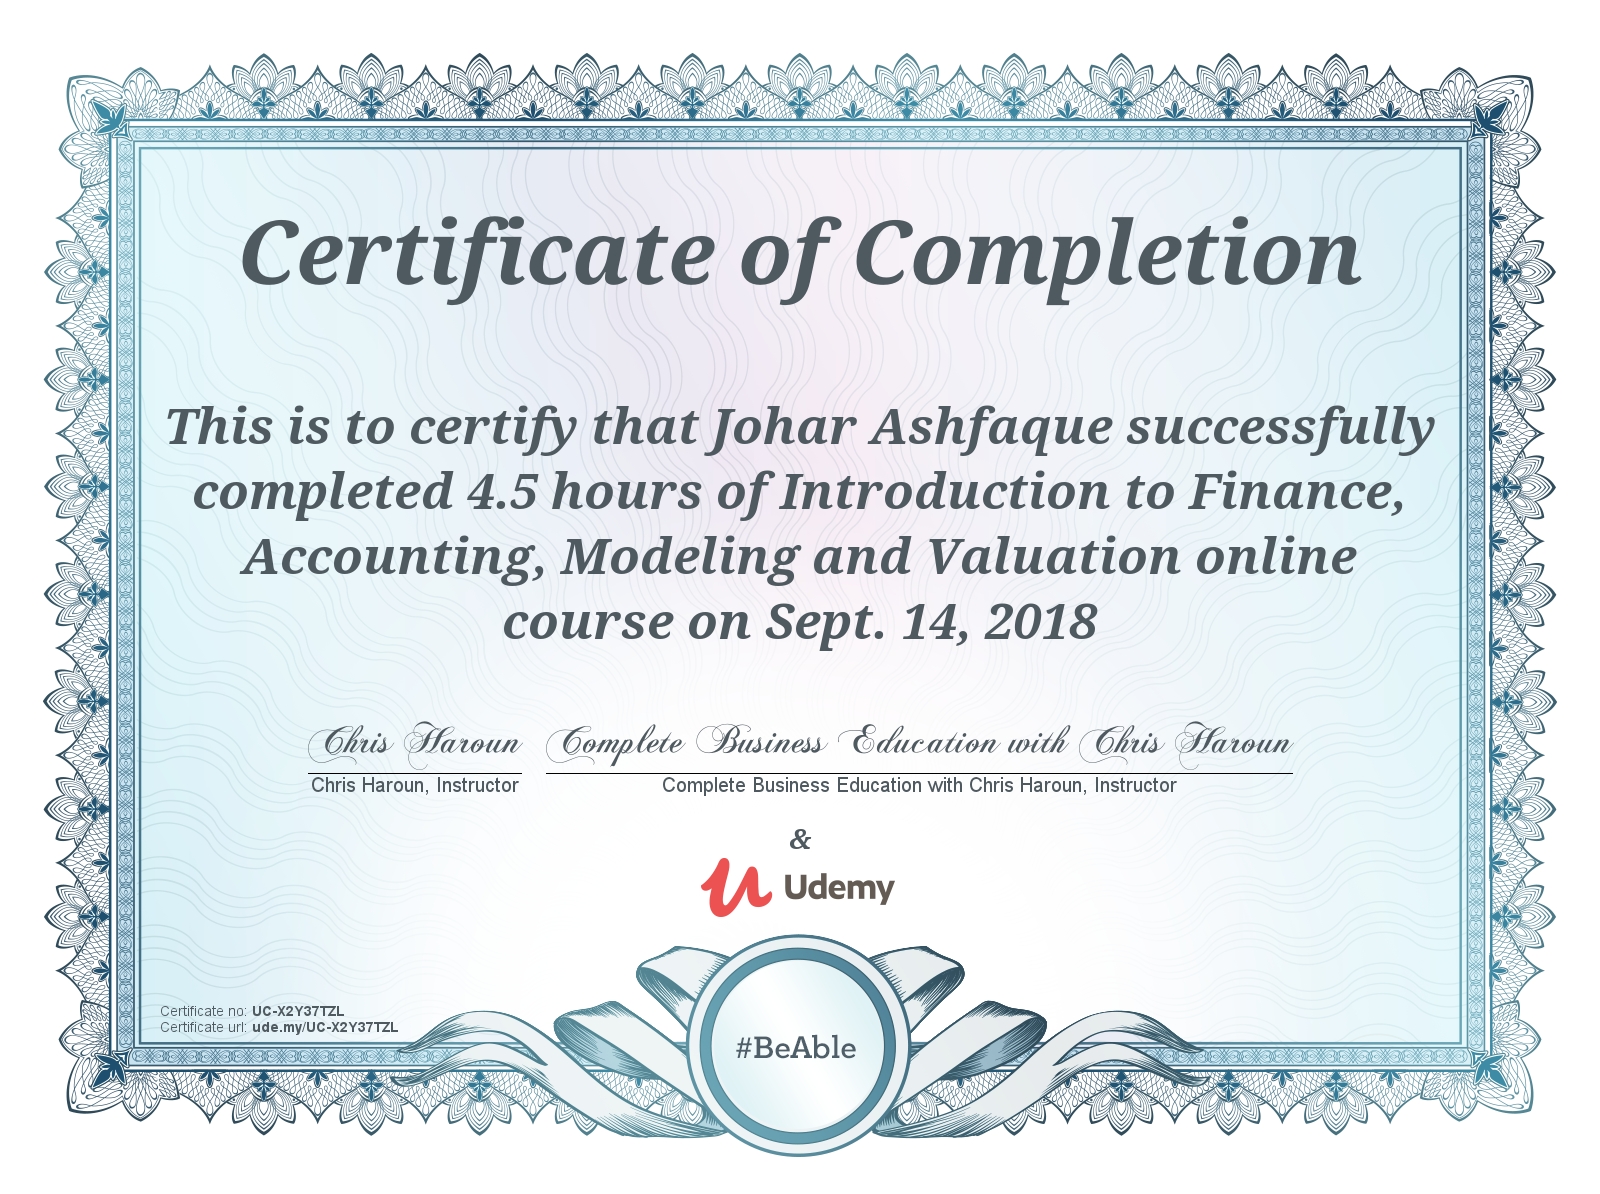 Certificate of Completion
This is to certify that Johar Ashfaque successfully
completed 4.5 hours of Introduction to Finance,
Accounting, Modeling and Valuation online
course on Sept. 14, 2018
Chris Haroun Complete Business Education with Chris Haroun
Chris Haroun, Instructor Complete Business Education with Chris Haroun, Instructor
&
Udemy
Certificate no: UC-X2Y37TZL
Certificate url: ude.my/UC-X2Y37TZL
#BeAble